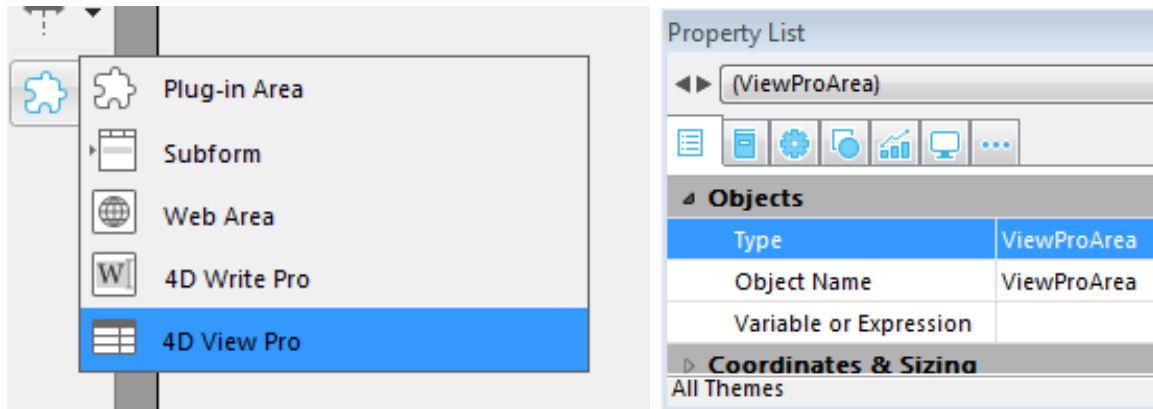 Plug-in Area
Subform
Web Area
W
4D Write Pro
4D View Pro
Property List
(ViewProArea)
Objects
Type ViewProArea
Object Name ViewProArea
Variable or Expression
Coordinates & Sizing
All Themes